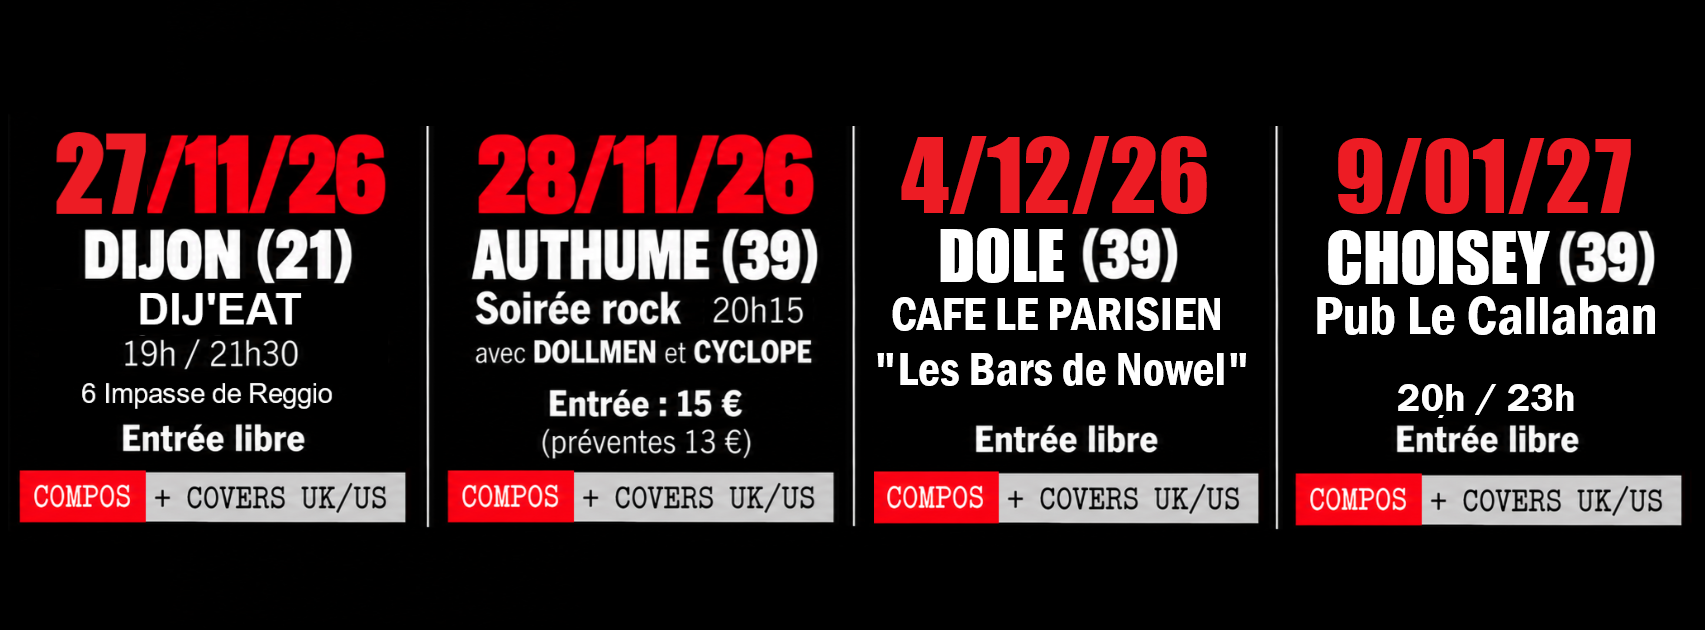 27/11/26
DIJON (21)
DIJ'EAT
19h / 21h30
6 Impasse de Reggio
Entrée libre
COMPOS + COVERS UK/US
28/11/26
AUTHUME (39)
Soirée rock 20h15
avec DOLLMEN et CYCLOPE
Entrée : 15 €
(préventes 13 €)
COMPOS + COVERS UK/US
4/12/26
DOLE (39)
CAFE LE PARISIEN
"Les Bars de Nowel"
Entrée libre
COMPOS + COVERS UK/US
9/01/27
CHOISEY (39)
Pub Le Callahan
20h / 23h
Entrée libre
COMPOS + COVERS UK/US